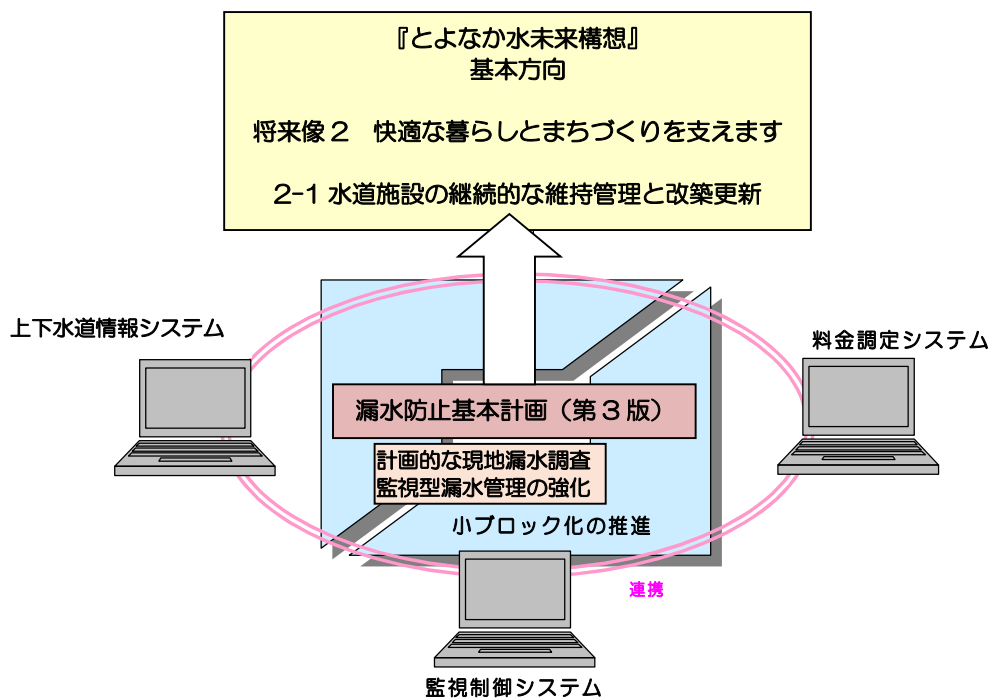 『とよなか水未来構想』
基本方向
将来像2　快適な暮らしとまちづくりを支えます
2-1 水道施設の継続的な維持管理と改築更新
上下水道情報システム
料金調定システム
漏水防止基本計画（第3版）
計画的な現地漏水調査
監視型漏水管理の強化
小ブロック化の推進
連携
監視制御システム